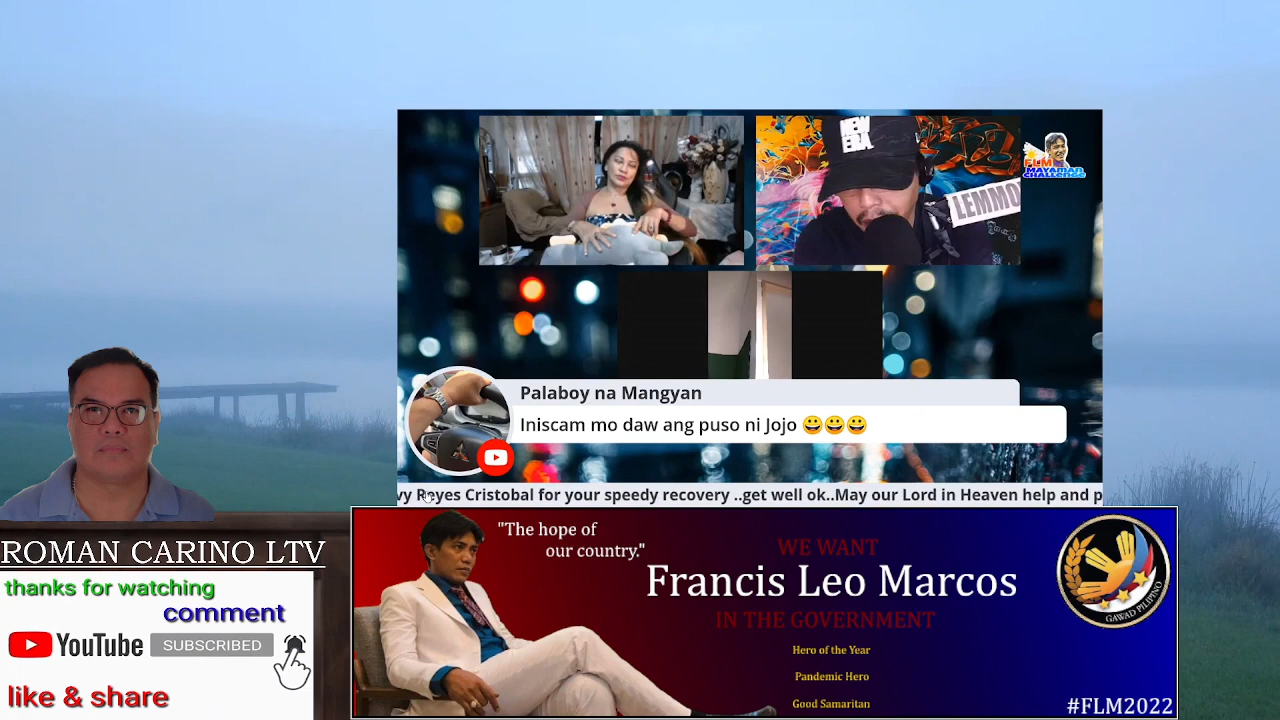 NEW
ERA
FLM
MAYAMAN
CHALLENGE
LEMMO
Palaboy na Mangyan
Iniscam mo daw ang puso ni Jojo 😀😀😀
vy Reyes Cristobal for your speedy recovery ..get well ok..May our Lord in Heaven help and p
ROMAN CARINO LTV
thanks for watching
comment
YouTube SUBSCRIBED
like & share
"The hope of
our country."
WE WANT
Francis Leo Marcos
IN THE GOVERNMENT
Hero of the Year
Pandemic Hero
Good Samaritan
GAWAD PILIPINO
#FLM2022